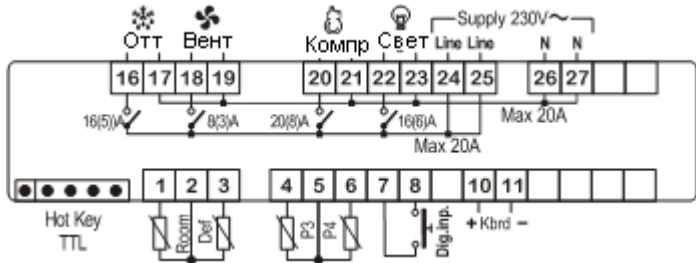 Supply 230V~
Отт Вент Компр Свет Line Line N N
16 17 18 19 20 21 22 23 24 25 26 27
16(5))A 8(3)A 20(8)A 16(6)A Max 20A
Max 20A
1 2 3 4 5 6 7 8 10 11
Hot Key
TTL
Room
Def
P3
P4
Dig.inp.
+ Kbrd −